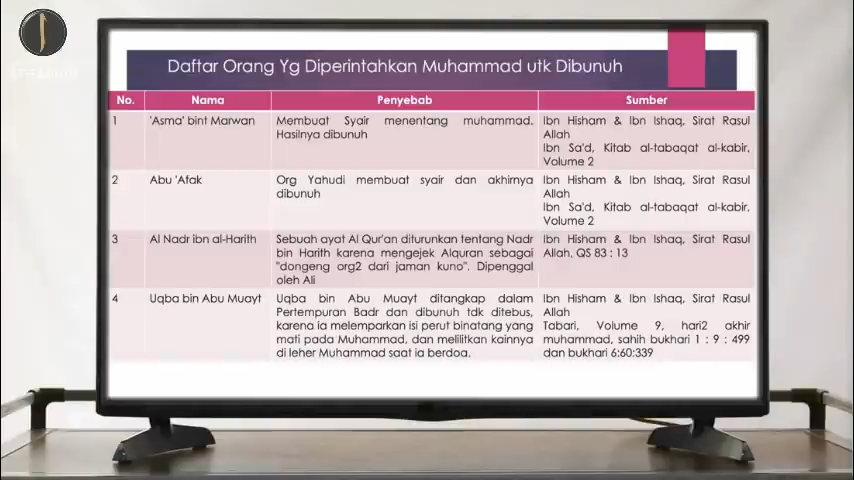 Daftar Orang Yg Diperintahkan Muhammad utk Dibunuh
No. Nama Penyebab Sumber
1 'Asma' bint Marwan Membuat Syair menentang muhammad. Ibn Hisham & Ibn Ishaq, Sirat Rasul
Hasilnya dibunuh Allah
Ibn Sa'd, Kitab al-tabaqat al-kabir,
Volume 2
2 Abu 'Afak Org Yahudi membuat syair dan akhirnya Ibn Hisham & Ibn Ishaq, Sirat Rasul
dibunuh Allah
Ibn Sa'd, Kitab al-tabaqat al-kabir,
Volume 2
3 Al Nadr ibn al-Harith Sebuah ayat Al Qur'an diturunkan tentang Nadr Ibn Hisham & Ibn Ishaq, Sirat Rasul
bin Harith karena mengejek Alquran sebagai Allah, QS 83 : 13
"dongeng org2 dari jaman kuno". Dipenggal
oleh Ali
4 Uqba bin Abu Muayt Uqba bin Abu Muayt ditangkap dalam Ibn Hisham & Ibn Ishaq, Sirat Rasul
Pertempuran Badr dan dibunuh tdk ditebus, Allah
karena ia melemparkan isi perut binatang yang Tabari, Volume 9, hari2 akhir
mati pada Muhammad, dan melilitkan kainnya muhammad, sahih bukhari 1 : 9 : 499
di leher Muhammad saat ia berdoa. dan bukhari 6:60:339